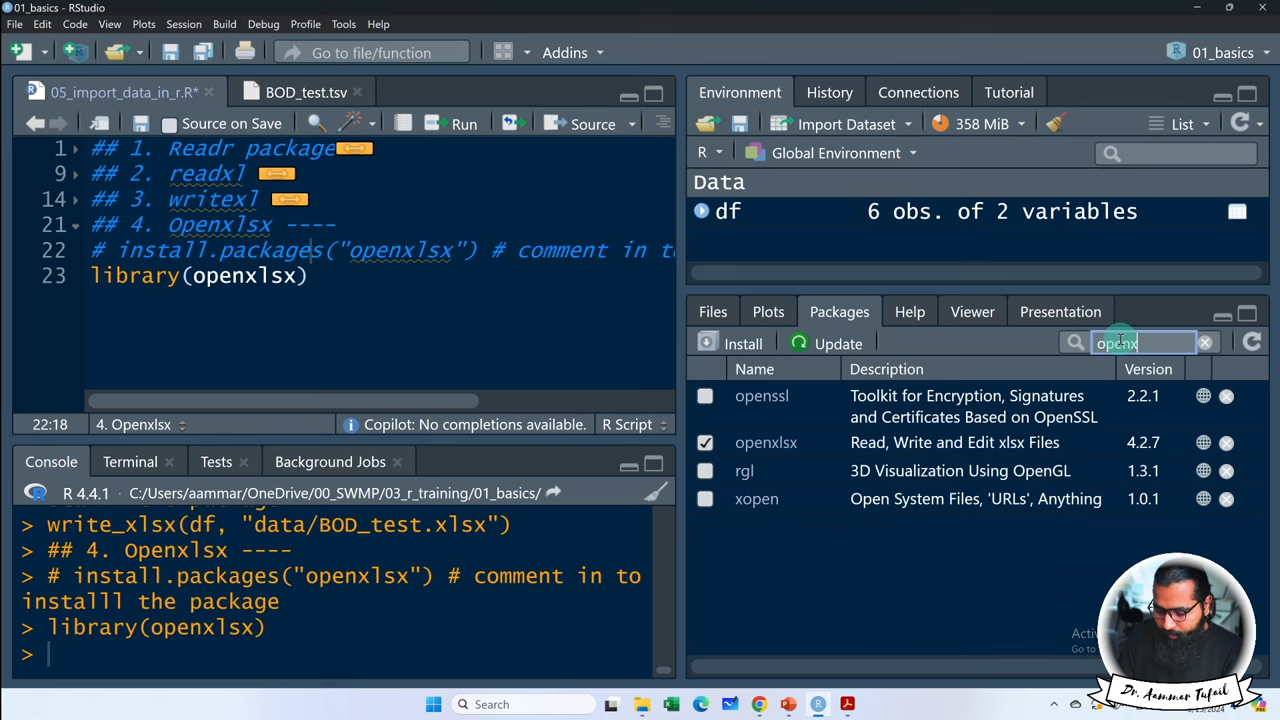 01_basics - RStudio
File Edit Code View Plots Session Build Debug Profile Tools Help
Go to file/function Addins 01_basics
05_import_data_in_r.R* BOD_test.tsv
Source on Save Run Source
1 ## 1. Readr package
9 ## 2. readxl
14 ## 3. writexl
21 ## 4. Openxlsx ----
22 # install.packages("openxlsx") # comment in to
23 library(openxlsx)
22:18 4. Openxlsx Copilot: No completions available. R Script
Console Terminal Tests Background Jobs
R 4.4.1 · C:/Users/aammar/OneDrive/00_SWMP/03_r_training/01_basics/
> write_xlsx(df, "data/BOD_test.xlsx")
> ## 4. Openxlsx ----
> # install.packages("openxlsx") # comment in to
installl the package
> library(openxlsx)
>
Environment History Connections Tutorial
Import Dataset 358 MiB List
R Global Environment
Data
df 6 obs. of 2 variables
Files Plots Packages Help Viewer Presentation
Install Update openx
Name Description Version
openssl Toolkit for Encryption, Signatures 2.2.1
and Certificates Based on OpenSSL
openxlsx Read, Write and Edit xlsx Files 4.2.7
rgl 3D Visualization Using OpenGL 1.3.1
xopen Open System Files, 'URLs', Anything 1.0.1
Go to
Dr. Aammar Tufail
Search